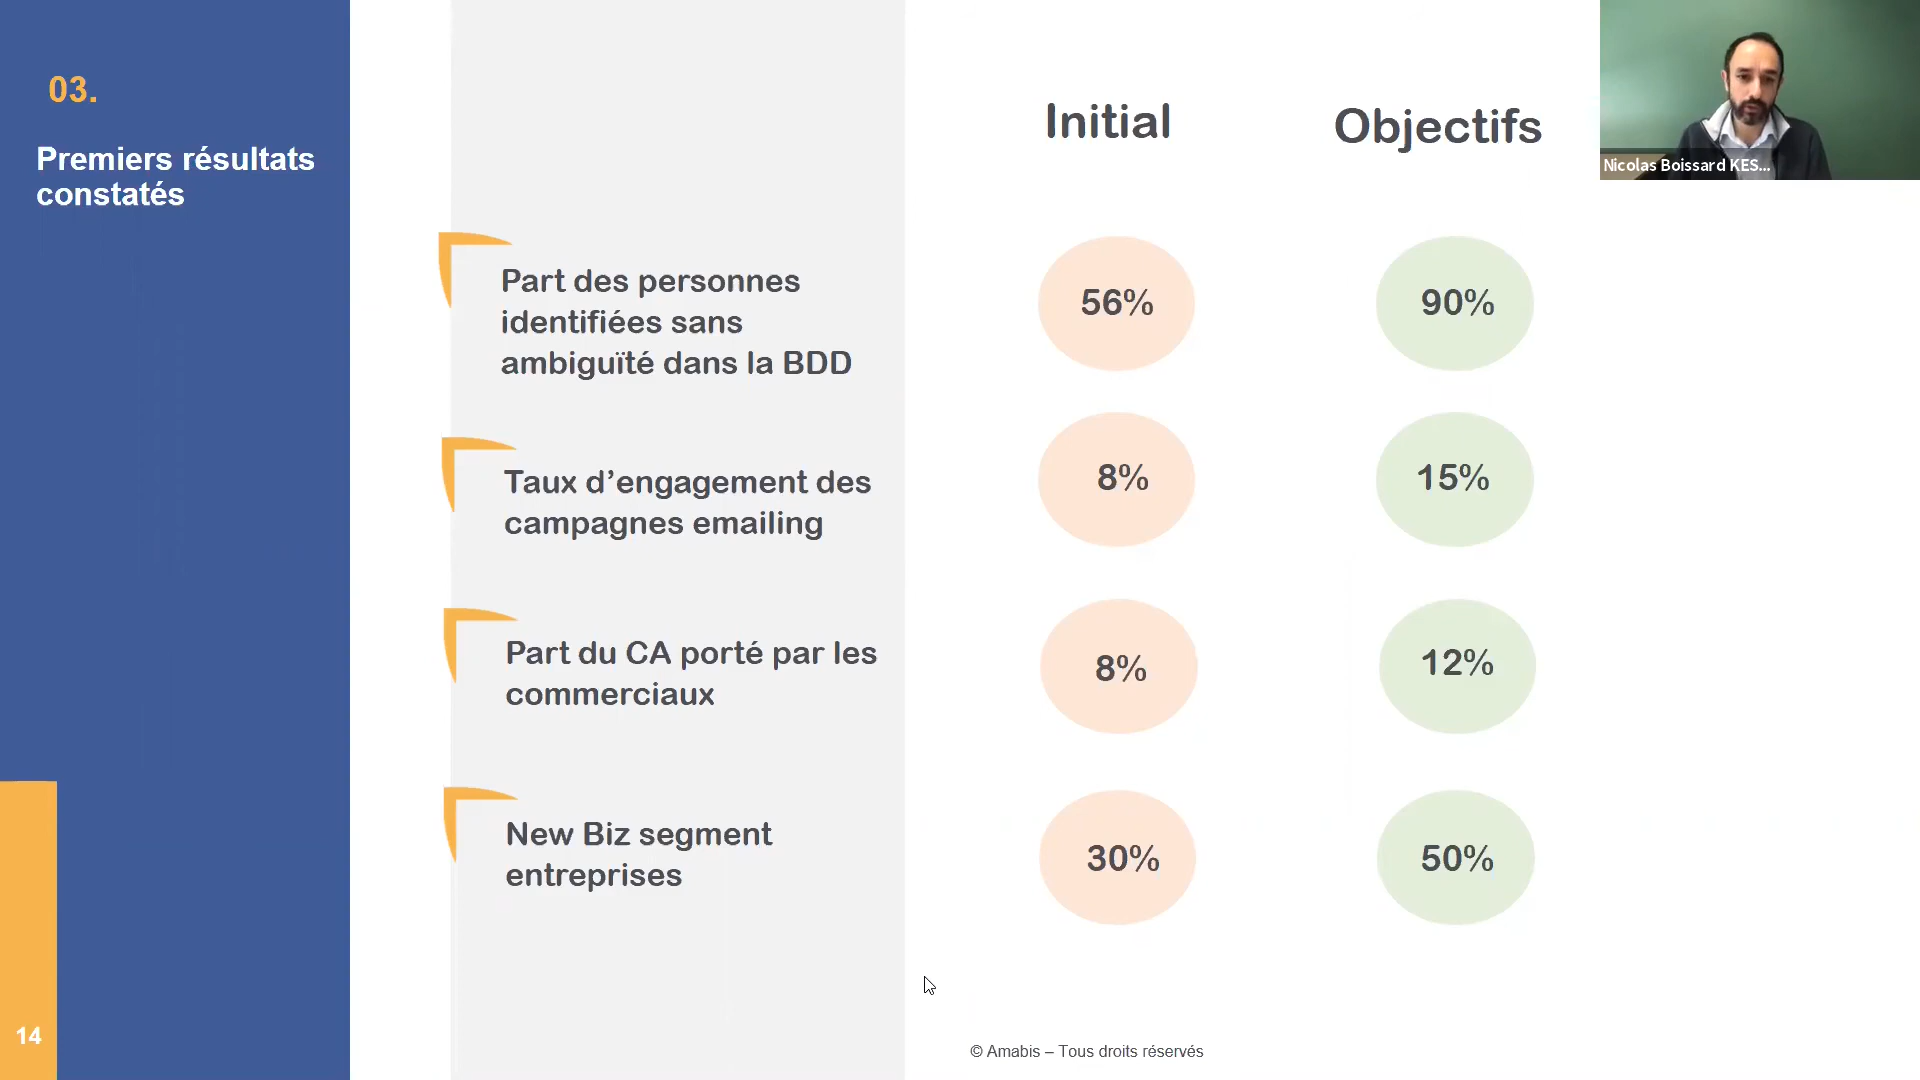 03.
Premiers résultats
constatés
Initial
Objectifs
Nicolas Boissard KES...
Part des personnes
identifiées sans
ambiguïté dans la BDD
56%
90%
Taux d’engagement des
campagnes emailing
8%
15%
Part du CA porté par les
commerciaux
8%
12%
New Biz segment
entreprises
30%
50%
14
© Amabis – Tous droits réservés